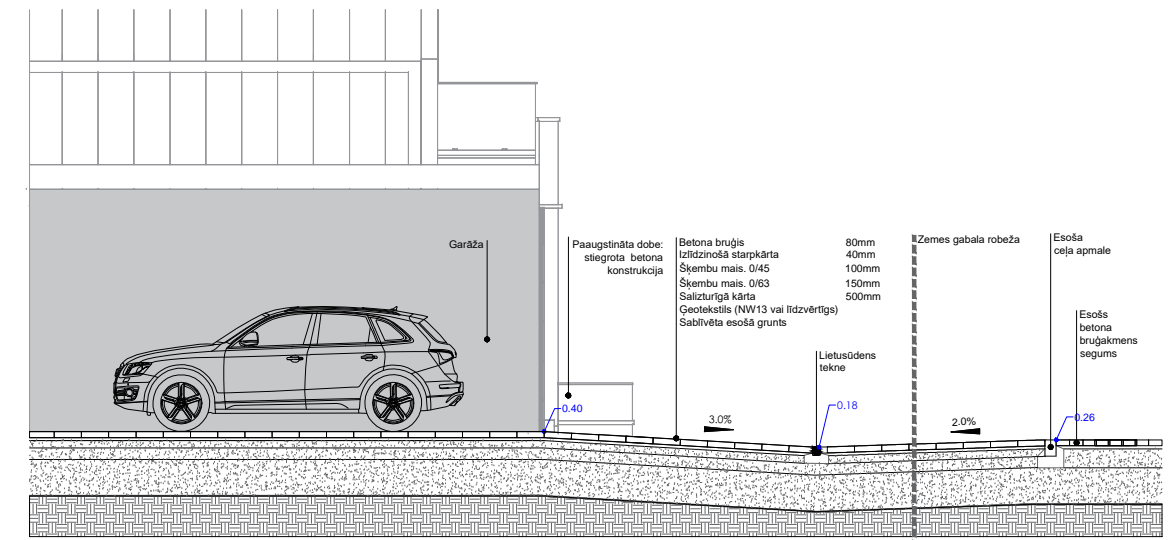 Garāža
Paaugstināta dobe:
stiegrota betona
konstrukcija
Betona bruģis 80mm
Izlīdzinošā starpkārta 40mm
Šķembu mais. 0/45 100mm
Šķembu mais. 0/63 150mm
Salizturīgā kārta 500mm
Ģeotekstils (NW13 vai līdzvērtīgs)
Sablīvēta esošā grunts
Zemes gabala robeža
Esoša
ceļa apmale
Esošs
betona
bruģakmens
segums
Lietusūdens
tekne
-0.40
3.0%
-0.18
2.0%
-0.26